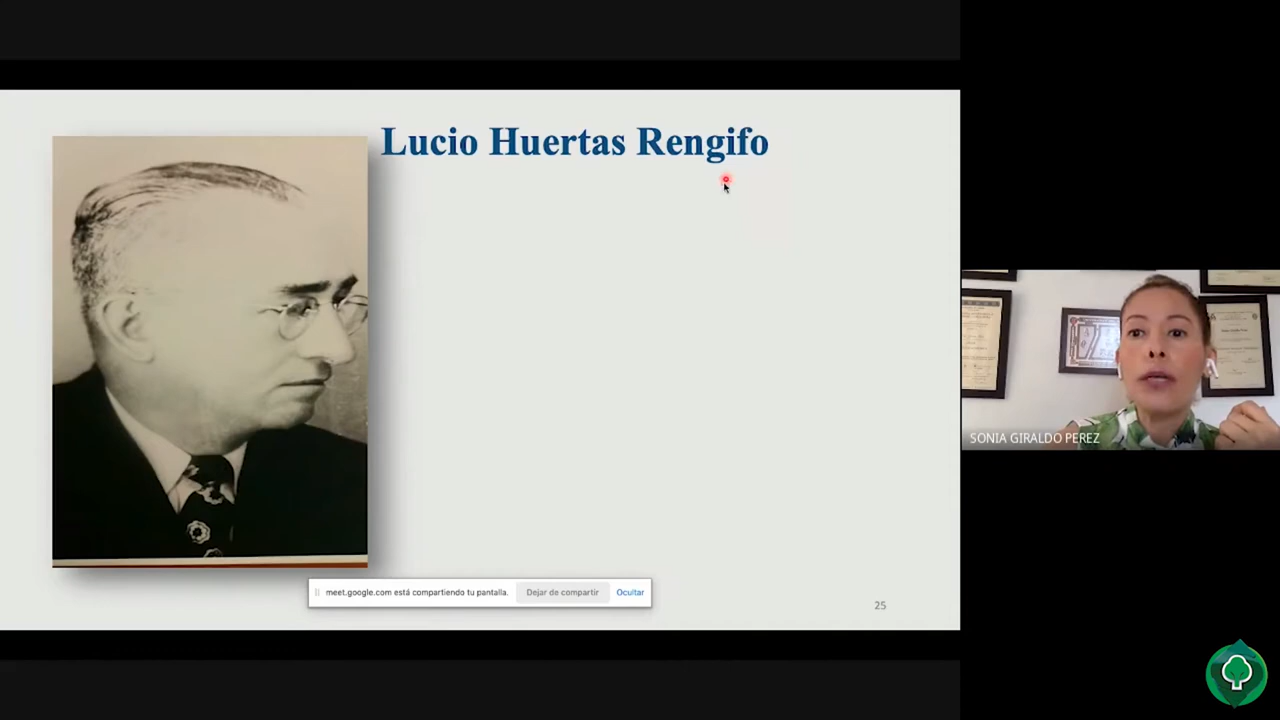 Lucio Huertas Rengifo
SONIA GIRALDO PEREZ
meet.google.com está compartiendo tu pantalla.
Dejar de compartir
Ocultar
25